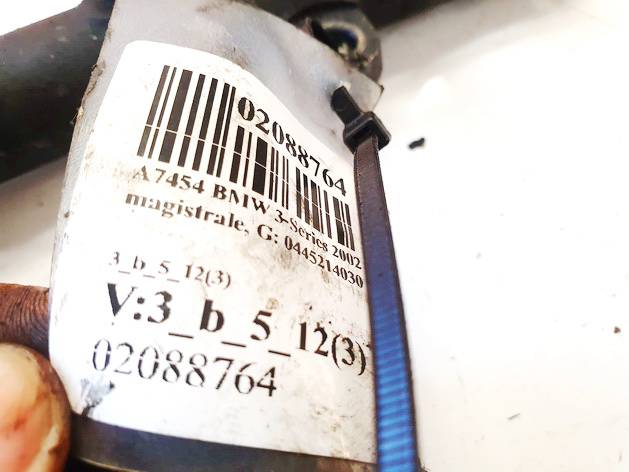 02088764
A7454 BMW 3-Series 2002
magistrale, G: 0445214030
3_b_5_12(3)
V:3_b_5_12(3)
02088764